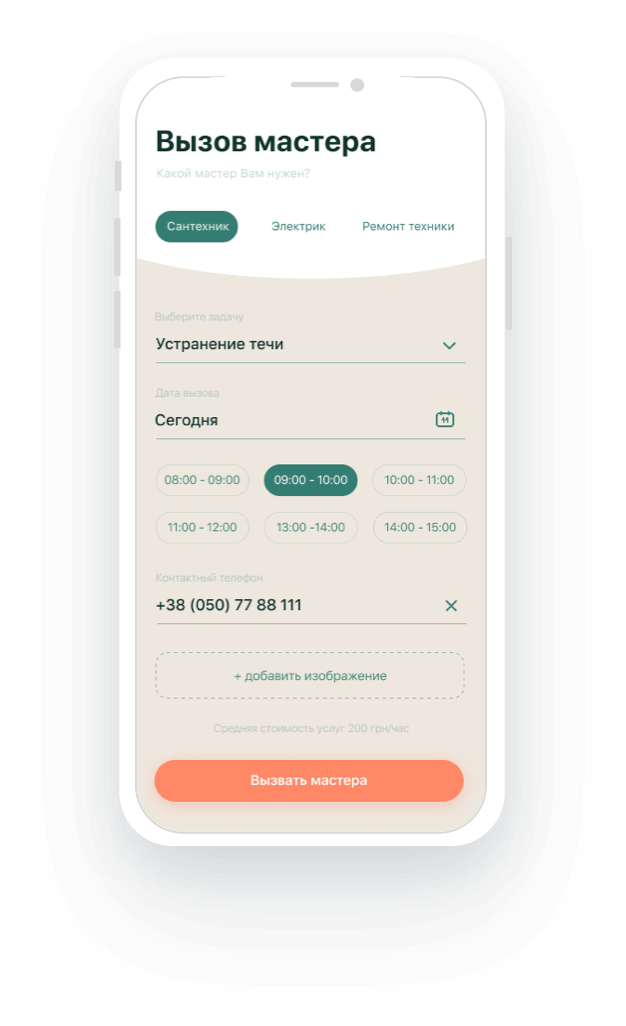 Вызов мастера
Какой мастер Вам нужен?
Сантехник Электрик Ремонт техники
Выберите задачу
Устранение течи
Дата вызова
Сегодня 11
08:00 - 09:00 09:00 - 10:00 10:00 - 11:00
11:00 - 12:00 13:00 -14:00 14:00 - 15:00
Контактный телефон
+38 (050) 77 88 111
+ добавить изображение
Средняя стоимость услуг 200 грн/час
Вызвать мастера